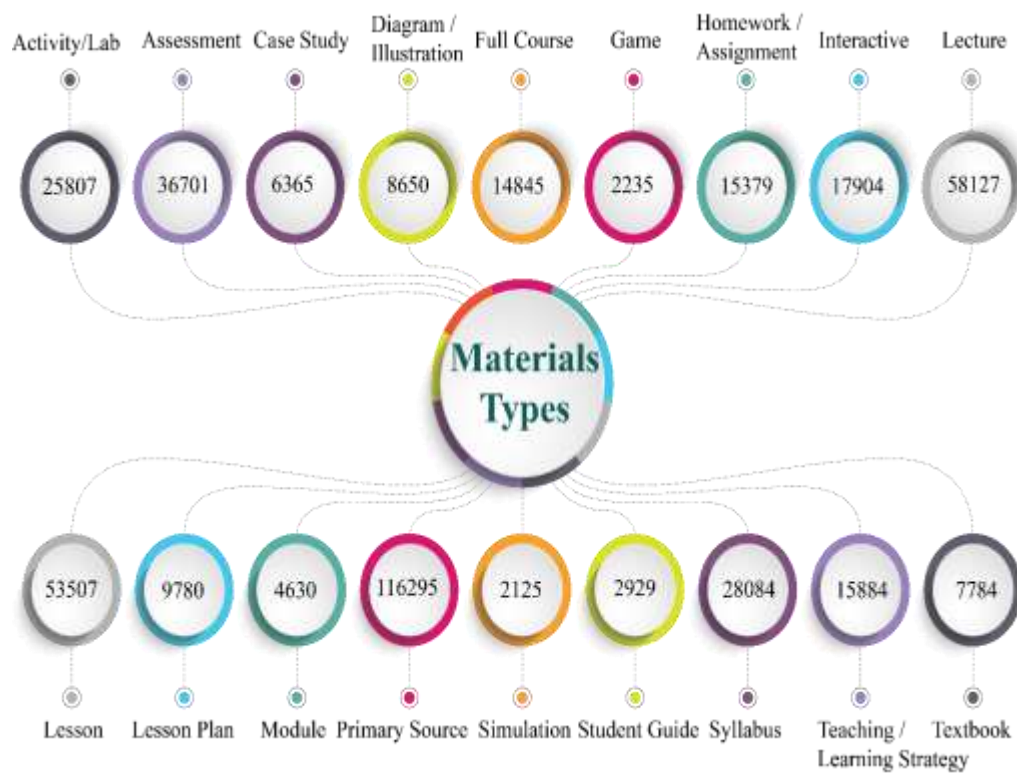 Activity/Lab
Assessment
Case Study
Diagram /
Illustration
Full Course
Game
Homework /
Assignment
Interactive
Lecture
25807
36701
6365
8650
14845
2235
15379
17904
58127
Materials
Types
53507
9780
4630
116295
2125
2929
28084
15884
7784
Lesson
Lesson Plan
Module
Primary Source
Simulation
Student Guide
Syllabus
Teaching /
Learning Strategy
Textbook